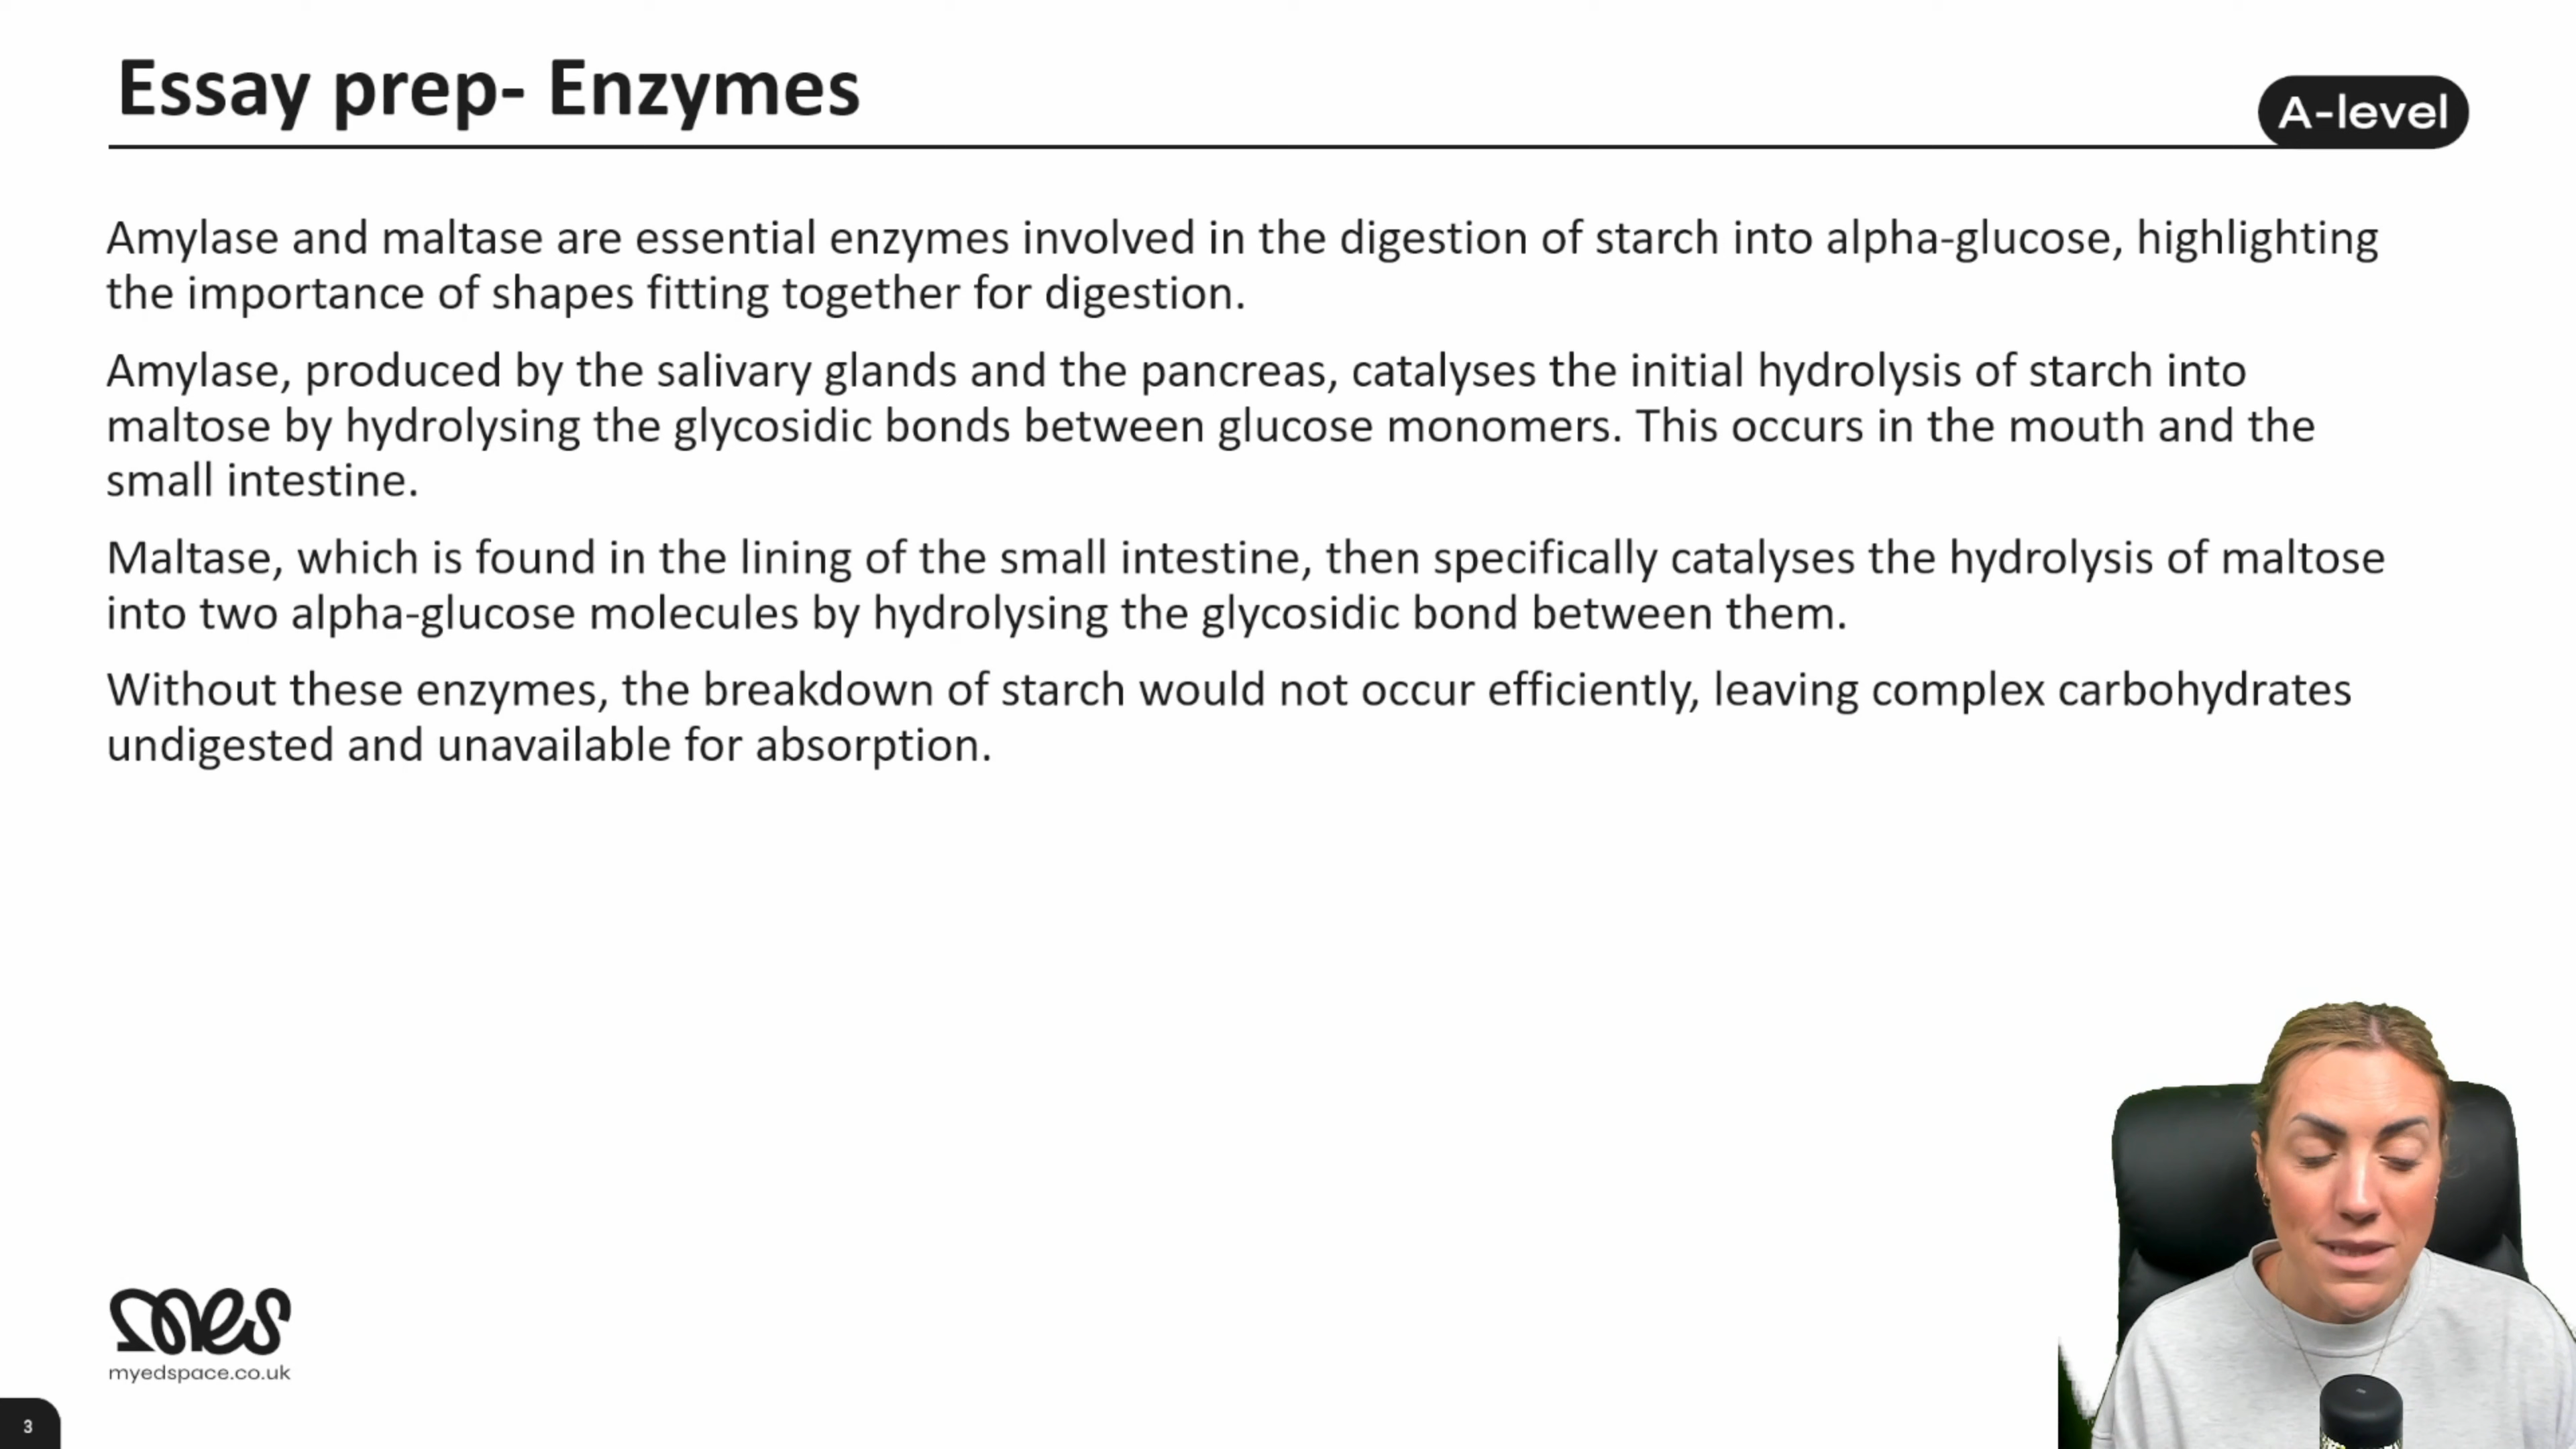 Essay prep- Enzymes
A-level
Amylase and maltase are essential enzymes involved in the digestion of starch into alpha-glucose, highlighting
the importance of shapes fitting together for digestion.
Amylase, produced by the salivary glands and the pancreas, catalyses the initial hydrolysis of starch into
maltose by hydrolysing the glycosidic bonds between glucose monomers. This occurs in the mouth and the
small intestine.
Maltase, which is found in the lining of the small intestine, then specifically catalyses the hydrolysis of maltose
into two alpha-glucose molecules by hydrolysing the glycosidic bond between them.
Without these enzymes, the breakdown of starch would not occur efficiently, leaving complex carbohydrates
undigested and unavailable for absorption.
mes
myedspace.co.uk
3